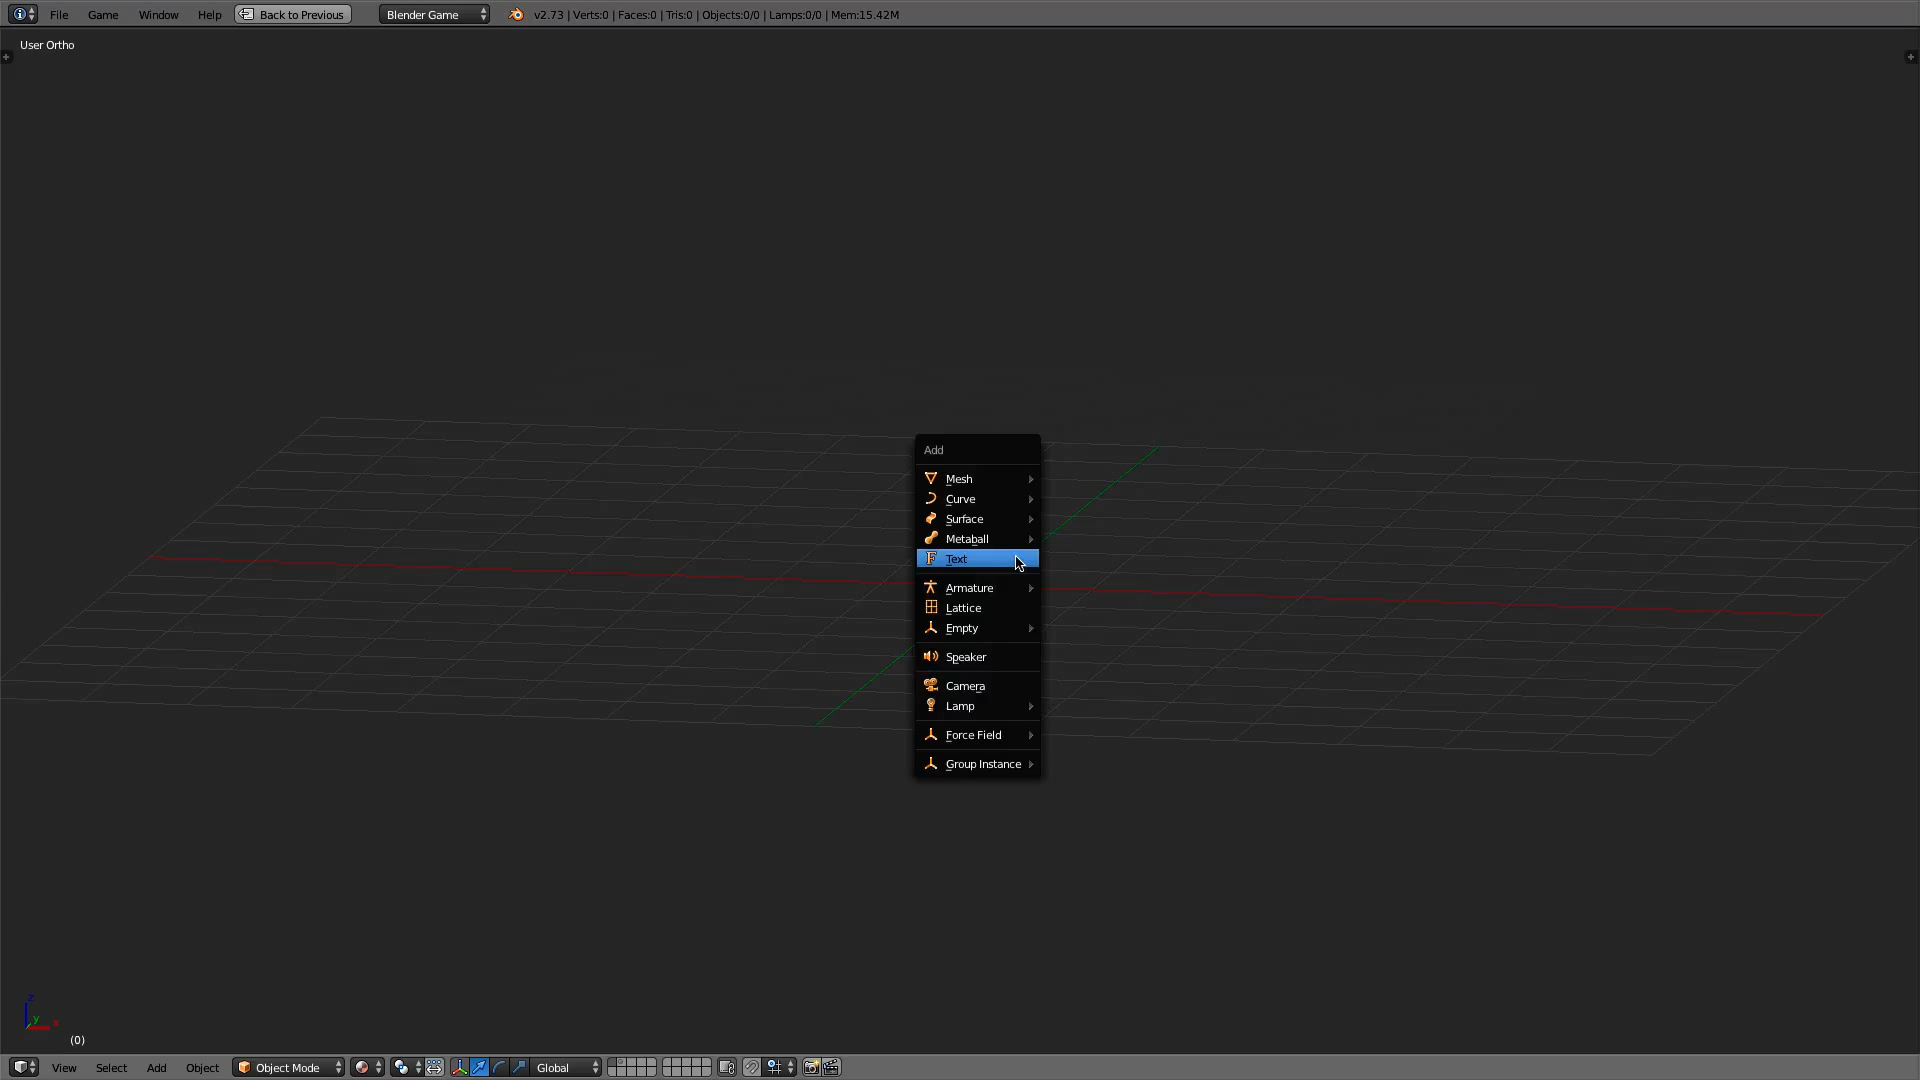 File Game Window Help Back to Previous Blender Game v2.73 | Verts:0 | Faces:0 | Tris:0 | Objects:0/0 | Lamps:0/0 | Mem:15.42M
User Ortho
Add
Mesh
Curve
Surface
Metaball
Text
Armature
Lattice
Empty
Speaker
Camera
Lamp
Force Field
Group Instance
z
y
x
(0)
View Select Add Object Object Mode Global